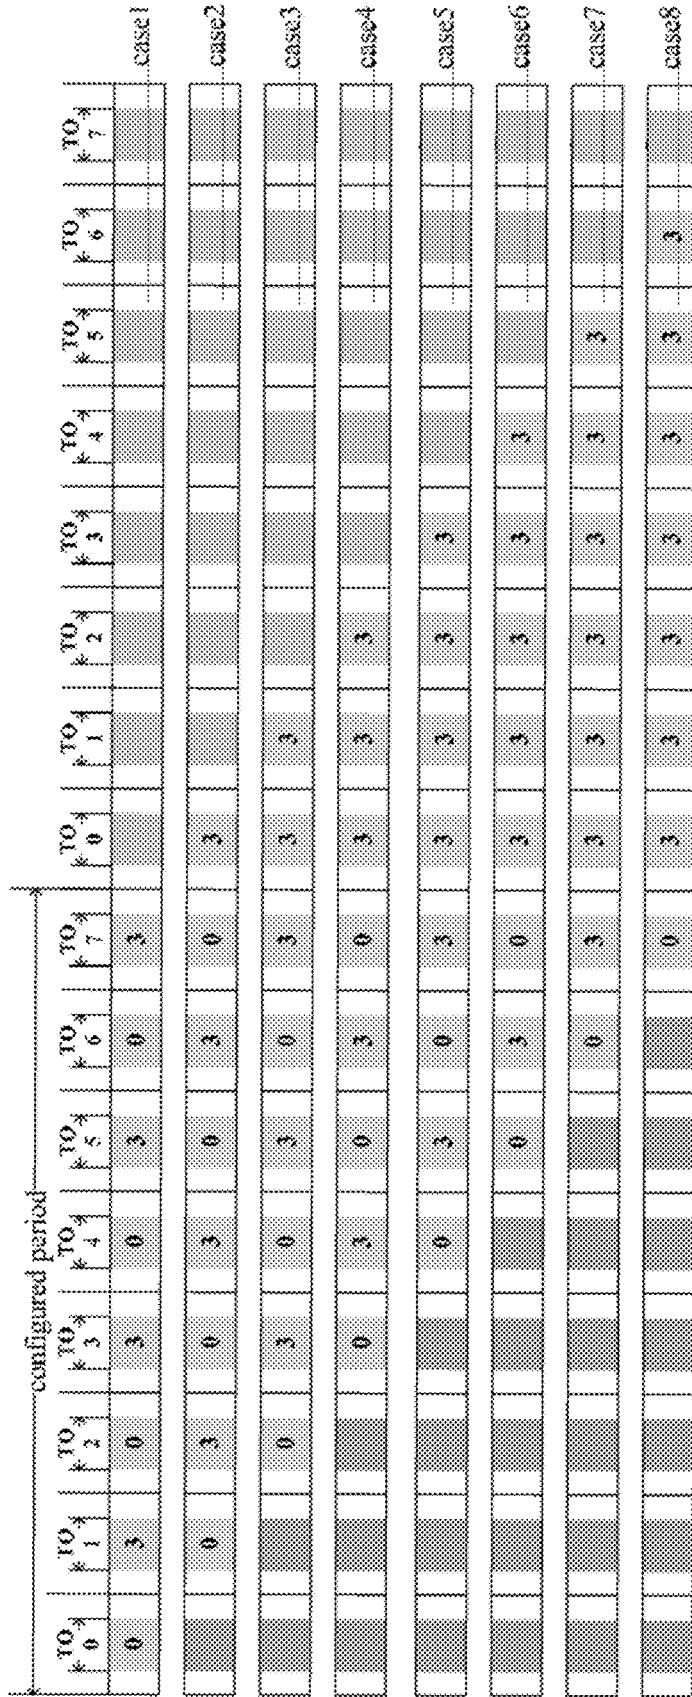 configured period
TO TO TO TO TO TO TO TO TO TO TO TO TO TO TO TO
0 1 2 3 4 5 6 7 0 1 2 3 4 5 6 7
0 3 0 3 0 3 0 3 case1
0 3 0 3 0 3 0 3 case2
0 3 0 3 0 3 3 3 case3
0 3 0 3 0 3 3 3 case4
0 3 0 3 3 3 3 3 case5
0 3 0 3 3 3 3 3 case6
0 3 3 3 3 3 3 3 case7
0 3 3 3 3 3 3 3 case8